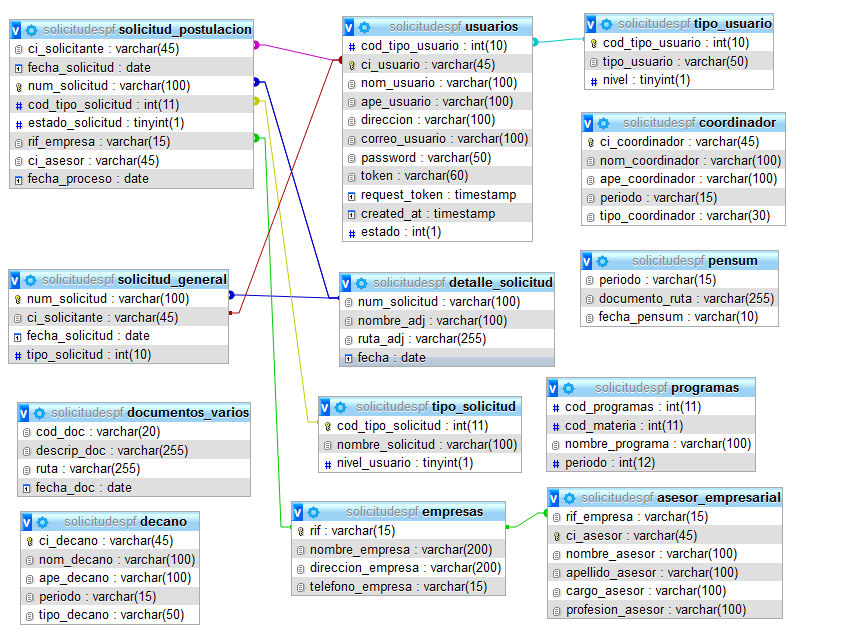 solicitudespf solicitud_postulacion
ci_solicitante : varchar(45)
fecha_solicitud : date
num_solicitud : varchar(100)
cod_tipo_solicitud : int(11)
estado_solicitud : tinyint(1)
rif_empresa : varchar(15)
ci_asesor : varchar(45)
fecha_proceso : date
solicitudespf usuarios
cod_tipo_usuario : int(10)
ci_usuario : varchar(45)
nom_usuario : varchar(100)
ape_usuario : varchar(100)
direccion : varchar(100)
correo_usuario : varchar(100)
password : varchar(50)
token : varchar(60)
request_token : timestamp
created_at : timestamp
estado : int(1)
solicitudespf tipo_usuario
cod_tipo_usuario : int(10)
tipo_usuario : varchar(50)
nivel : tinyint(1)
solicitudespf coordinador
ci_coordinador : varchar(45)
nom_coordinador : varchar(100)
ape_coordinador : varchar(100)
periodo : varchar(15)
tipo_coordinador : varchar(30)
solicitudespf pensum
periodo : varchar(15)
documento_ruta : varchar(255)
fecha_pensum : varchar(10)
solicitudespf solicitud_general
num_solicitud : varchar(100)
ci_solicitante : varchar(45)
fecha_solicitud : date
tipo_solicitud : int(10)
solicitudespf detalle_solicitud
num_solicitud : varchar(100)
nombre_adj : varchar(100)
ruta_adj : varchar(255)
fecha : date
solicitudespf documentos_varios
cod_doc : varchar(20)
descrip_doc : varchar(255)
ruta : varchar(255)
fecha_doc : date
solicitudespf tipo_solicitud
cod_tipo_solicitud : int(11)
nombre_solicitud : varchar(100)
nivel_usuario : tinyint(1)
solicitudespf programas
cod_programas : int(11)
cod_materia : int(11)
nombre_programa : varchar(100)
periodo : int(12)
solicitudespf decano
ci_decano : varchar(45)
nom_decano : varchar(100)
ape_decano : varchar(100)
periodo : varchar(15)
tipo_decano : varchar(50)
solicitudespf empresas
rif : varchar(15)
nombre_empresa : varchar(200)
direccion_empresa : varchar(200)
telefono_empresa : varchar(15)
solicitudespf asesor_empresarial
rif_empresa : varchar(15)
ci_asesor : varchar(45)
nombre_asesor : varchar(100)
apellido_asesor : varchar(100)
cargo_asesor : varchar(100)
profesion_asesor : varchar(100)